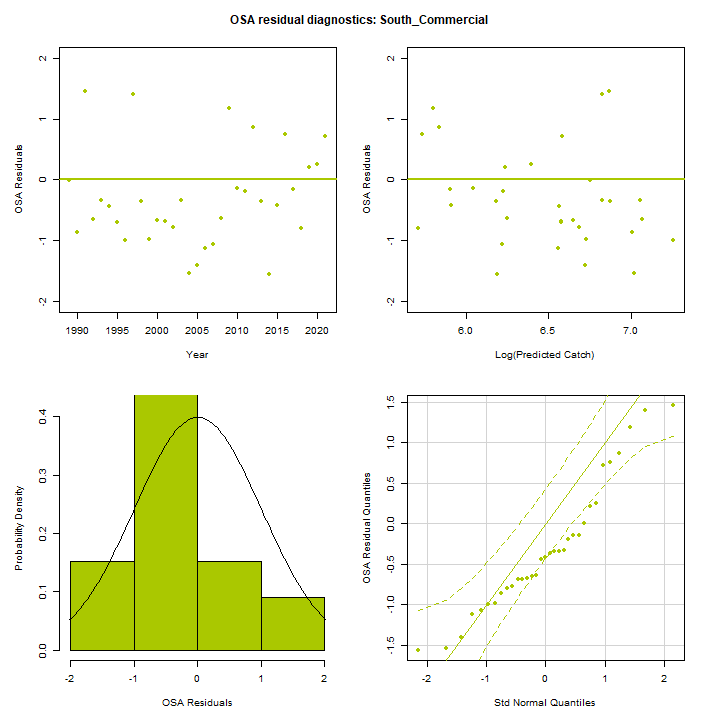 OSA residual diagnostics: South_Commercial
OSA Residuals
2
1
0
-1
-2
1990 1995 2000 2005 2010 2015 2020
Year
OSA Residuals
2
1
0
-1
-2
6.0 6.5 7.0
Log(Predicted Catch)
Probability Density
0.4
0.3
0.2
0.1
0.0
-2 -1 0 1 2
OSA Residuals
OSA Residual Quantiles
1.5
1.0
0.5
0.0
-0.5
-1.0
-1.5
-2 -1 0 1 2
Std Normal Quantiles